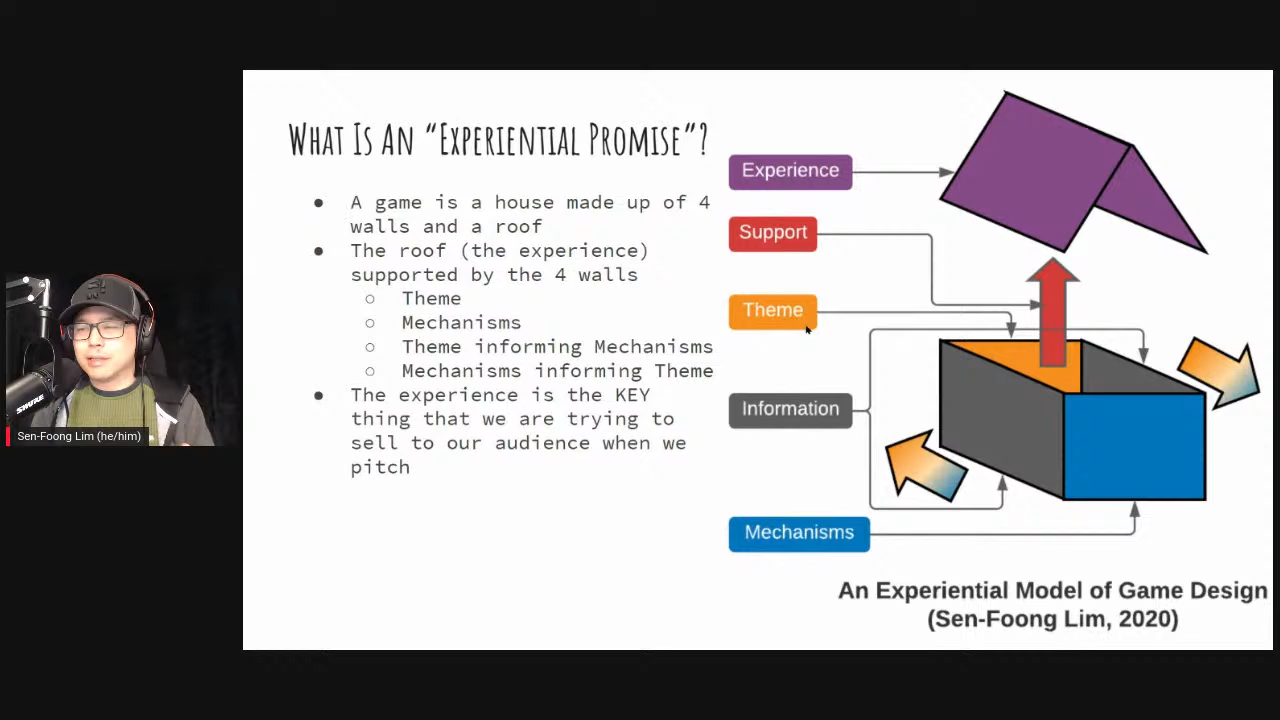 What Is An “Experiential Promise”?
● A game is a house made up of 4
walls and a roof
● The roof (the experience)
supported by the 4 walls
○ Theme
○ Mechanisms
○ Theme informing Mechanisms
○ Mechanisms informing Theme
● The experience is the KEY
thing that we are trying to
sell to our audience when we
pitch
Experience
Support
Theme
Information
Mechanisms
An Experiential Model of Game Design
(Sen-Foong Lim, 2020)
SHURE
Sen-Foong Lim (he/him)